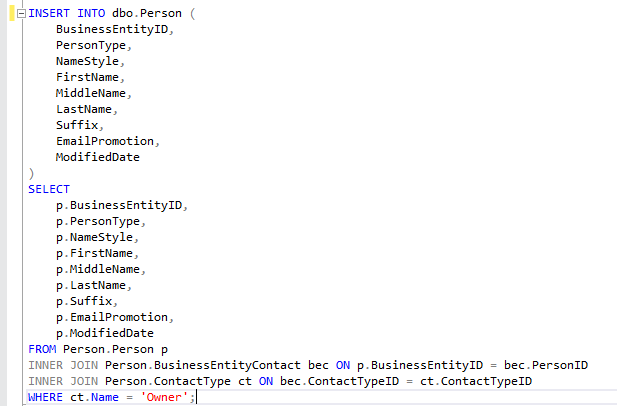 INSERT INTO dbo.Person (
    BusinessEntityID,
    PersonType,
    NameStyle,
    FirstName,
    MiddleName,
    LastName,
    Suffix,
    EmailPromotion,
    ModifiedDate
)
SELECT
    p.BusinessEntityID,
    p.PersonType,
    p.NameStyle,
    p.FirstName,
    p.MiddleName,
    p.LastName,
    p.Suffix,
    p.EmailPromotion,
    p.ModifiedDate
FROM Person.Person p
INNER JOIN Person.BusinessEntityContact bec ON p.BusinessEntityID = bec.PersonID
INNER JOIN Person.ContactType ct ON bec.ContactTypeID = ct.ContactTypeID
WHERE ct.Name = 'Owner';